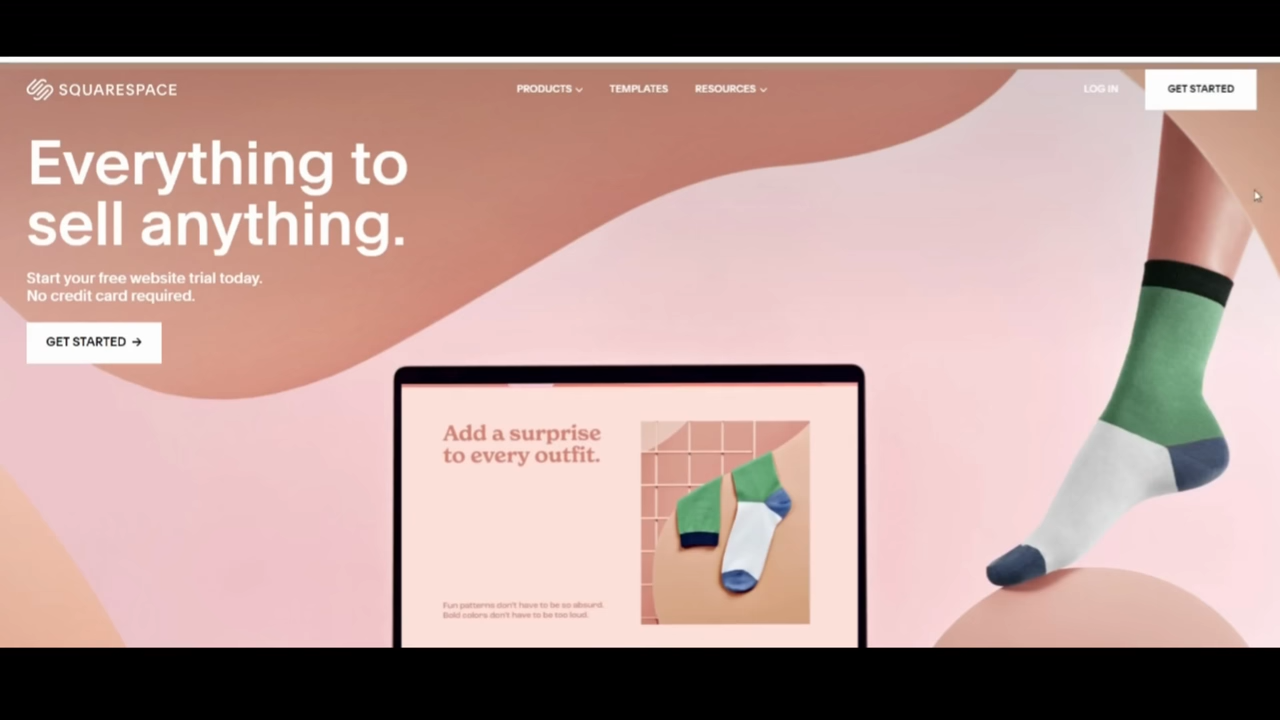 SQUARESPACE
PRODUCTS
TEMPLATES
RESOURCES
LOG IN
GET STARTED
Everything to
sell anything.
Start your free website trial today.
No credit card required.
GET STARTED →
Add a surprise
to every outfit.
Fun patterns don't have to be so absurd.
Bold colors don't have to be too loud.